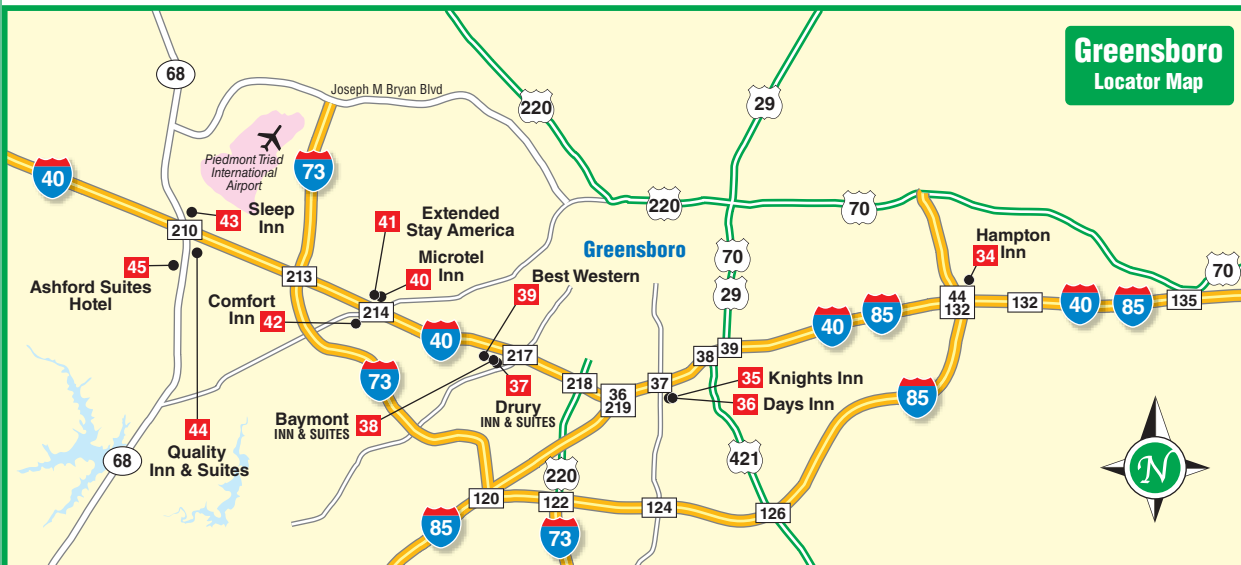 Greensboro
Locator Map
68
Joseph M Bryan Blvd
220
29
40
Piedmont Triad
International
Airport
73
220
70
43
Sleep
Inn
210
41
Extended
Stay America
Greensboro
Hampton
34
Inn
45
Ashford Suites
Hotel
213
40
Microtel
Inn
Best Western
39
70
29
70
Comfort
Inn 42
214
44
132
132
40
85
135
40
85
40
217
38
39
73
218
36
219
37
37
Drury
INN & SUITES
35 Knights Inn
36 Days Inn
85
Baymont
INN & SUITES
38
44
Quality
Inn & Suites
68
220
421
N
120
122
124
126
85
73